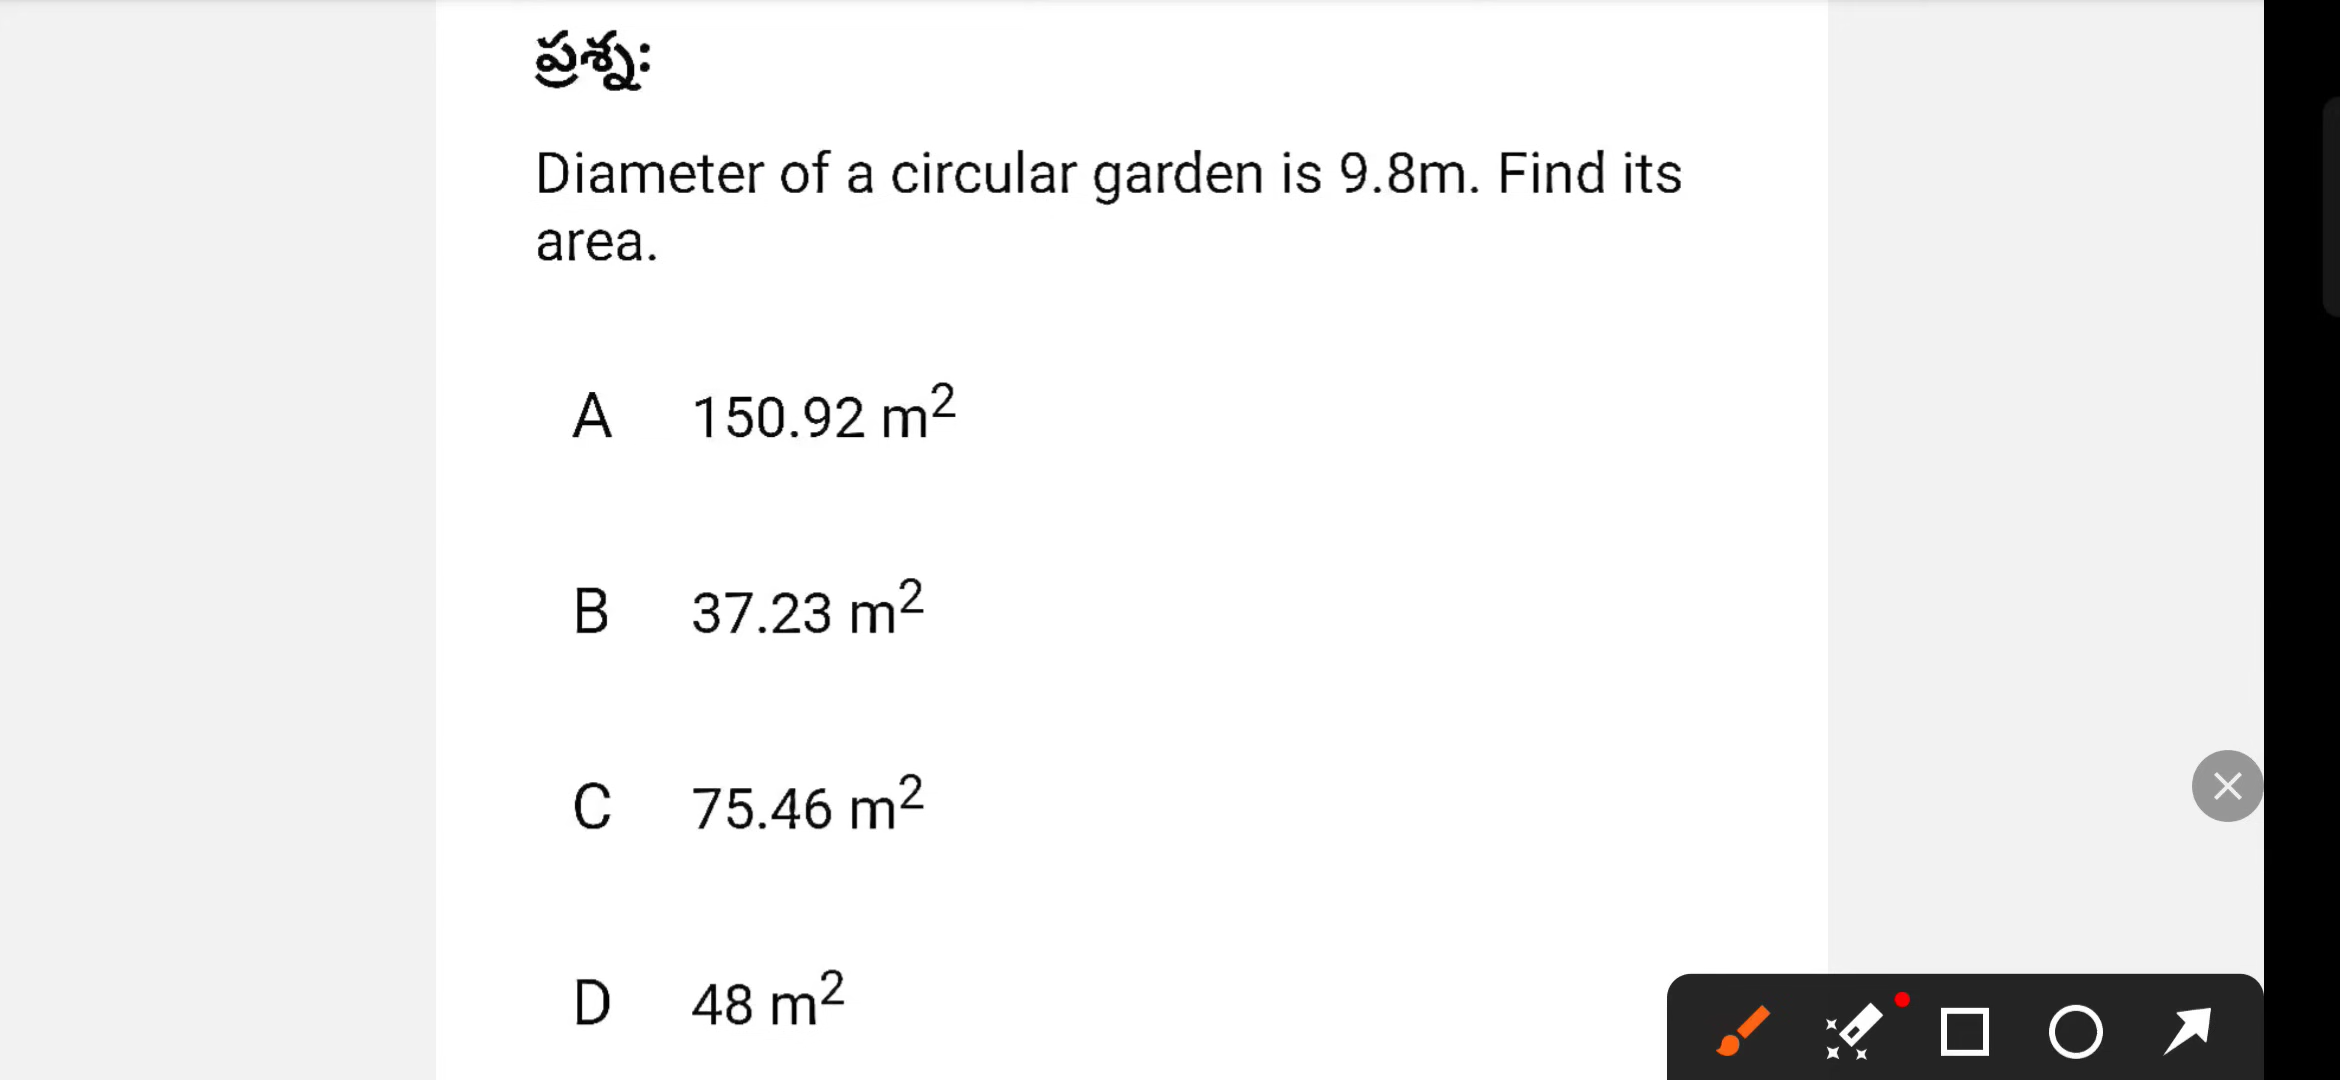 ప్రశ్న:
Diameter of a circular garden is 9.8m. Find its
area.
A 150.92 m²
B 37.23 m²
C 75.46 m²
D 48 m²